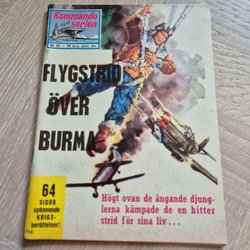 Kommando
serien
FLYGSTRID
ÖVER
BURMA
64
SIDOR
spännande
KRIGS-
berättelser!
Högt ovan de ångande djung-
lerna kämpade de en bitter
strid för sina liv . . .